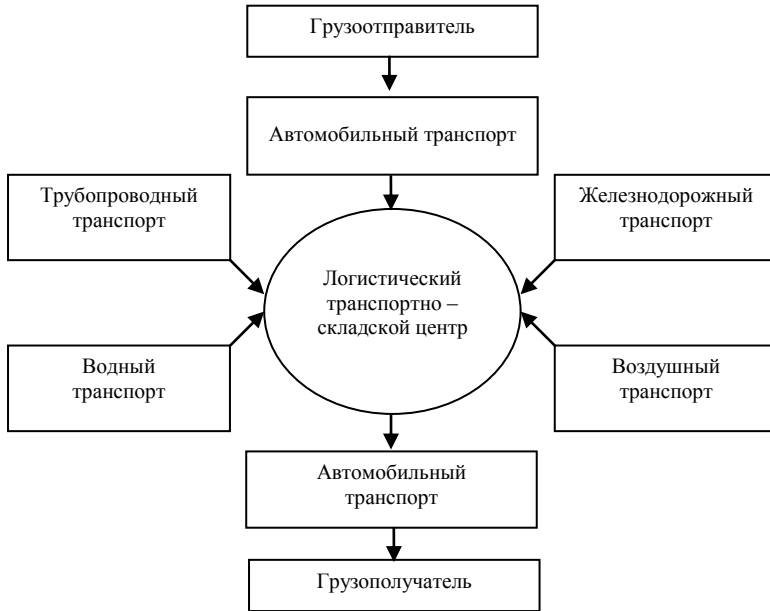 Грузоотправитель
Автомобильный транспорт
Трубопроводный
транспорт
Железнодорожный
транспорт
Логистический
транспортно –
складской центр
Водный
транспорт
Воздушный
транспорт
Автомобильный
транспорт
Грузополучатель